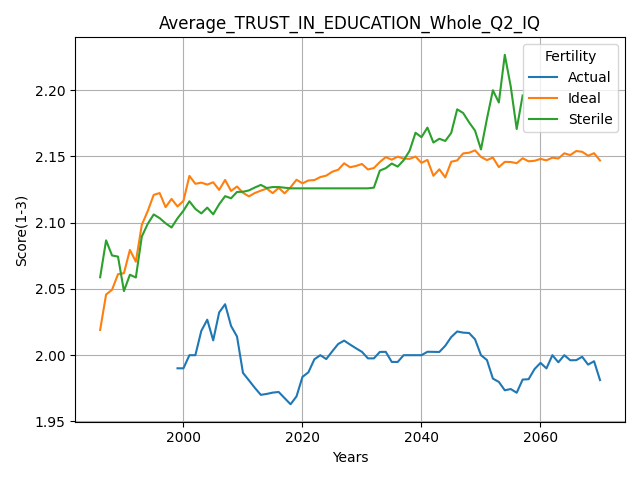 Average_TRUST_IN_EDUCATION_Whole_Q2_IQ
Fertility
Actual
Ideal
Sterile
Score(1-3)
2.20
2.15
2.10
2.05
2.00
1.95
2000
2020
2040
2060
Years